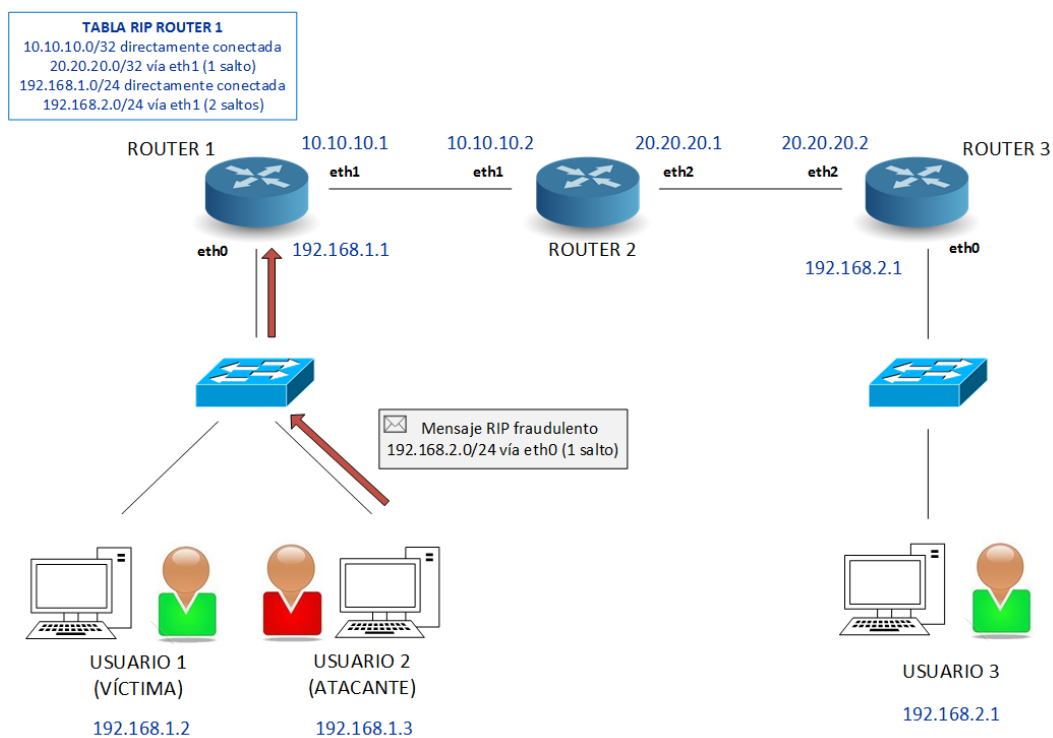 TABLA RIP ROUTER 1
10.10.10.0/32 directamente conectada
20.20.20.0/32 vía eth1 (1 salto)
192.168.1.0/24 directamente conectada
192.168.2.0/24 vía eth1 (2 saltos)
ROUTER 1
10.10.10.1
10.10.10.2
20.20.20.1
20.20.20.2
ROUTER 3
eth1
eth1
eth2
eth2
eth0
192.168.1.1
ROUTER 2
192.168.2.1
eth0
Mensaje RIP fraudulento
192.168.2.0/24 vía eth0 (1 salto)
USUARIO 1
(VÍCTIMA)
192.168.1.2
USUARIO 2
(ATACANTE)
192.168.1.3
USUARIO 3
192.168.2.1